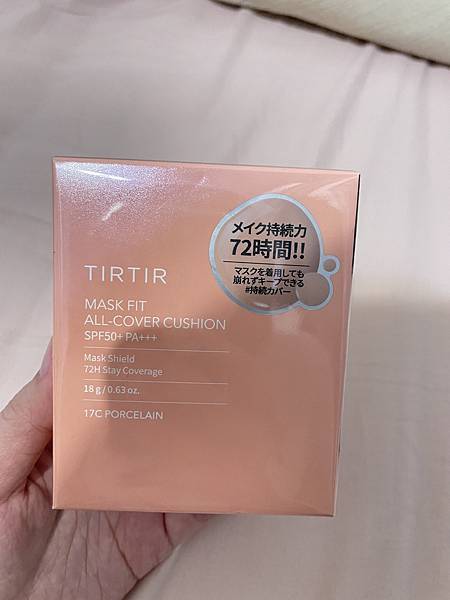 メイク持続力
72時間!!
マスクを着用しても
崩れずキープできる
#持続カバー
TIRTIR
MASK FIT
ALL-COVER CUSHION
SPF50+ PA+++
Mask Shield
72H Stay Coverage
18 g / 0.63 oz.
17C PORCELAIN